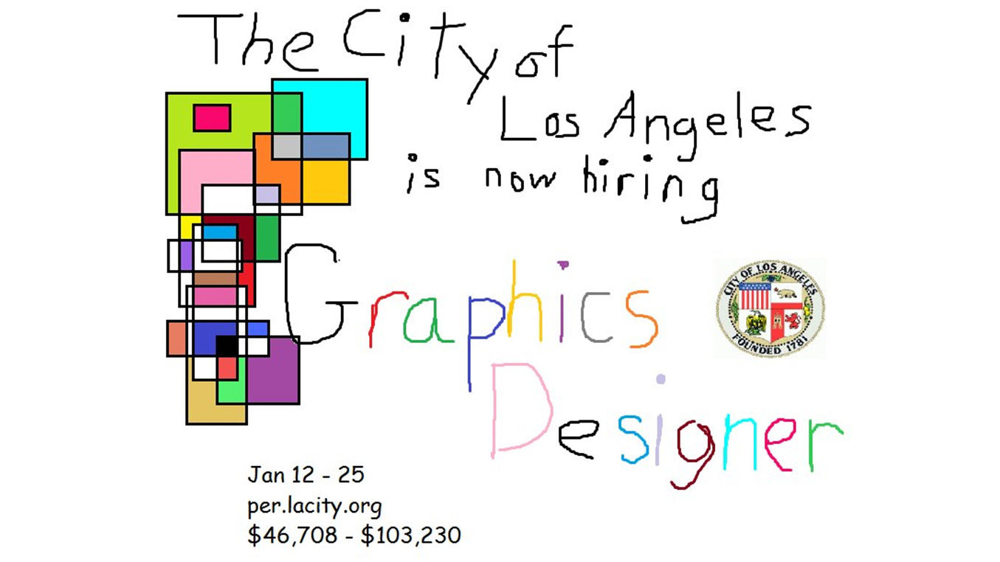 The City of
Los Angeles
is now hiring
Graphics
Designer
CITY OF LOS ANGELES
FOUNDED 1781
Jan 12 - 25
per.lacity.org
$46,708 - $103,230